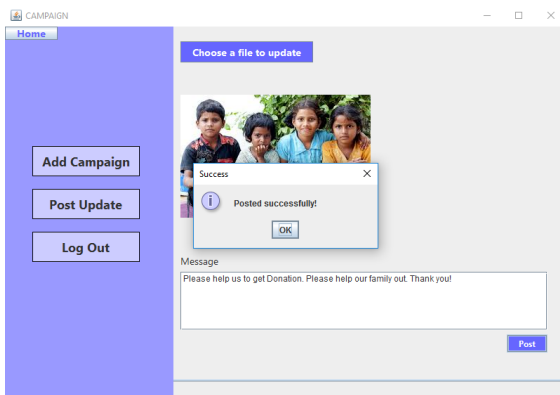 CAMPAIGN
Home
Choose a file to update
Add Campaign
Post Update
Log Out
Success
i
Posted successfully!
OK
Message
Please help us to get Donation. Please help our family out. Thank you!
Post